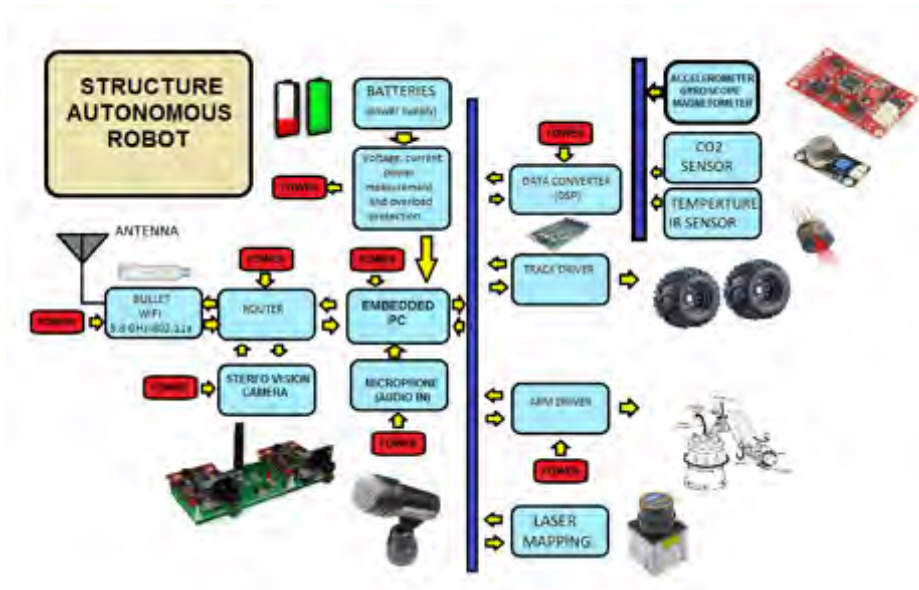 STRUCTURE
AUTONOMOUS
ROBOT
BATTERIES
(power supply)
Voltage, current
power
measurement
and overload
protection
POWER
POWER
ACCELEROMETER
GYROSCOPE
MAGNETOMETER
CO2
SENSOR
TEMPERTURE
IR SENSOR
DATA CONVERTER
(DSP)
ANTENNA
POWER
POWER
POWER
BULLET
WIFI
ROUTER
EMBEDDED
PC
TRACK DRIVER
POWER
STEREO VISION
CAMERA
MICROPHONE
(AUDIO IN)
POWER
ARM DRIVER
POWER
LASER
MAPPING